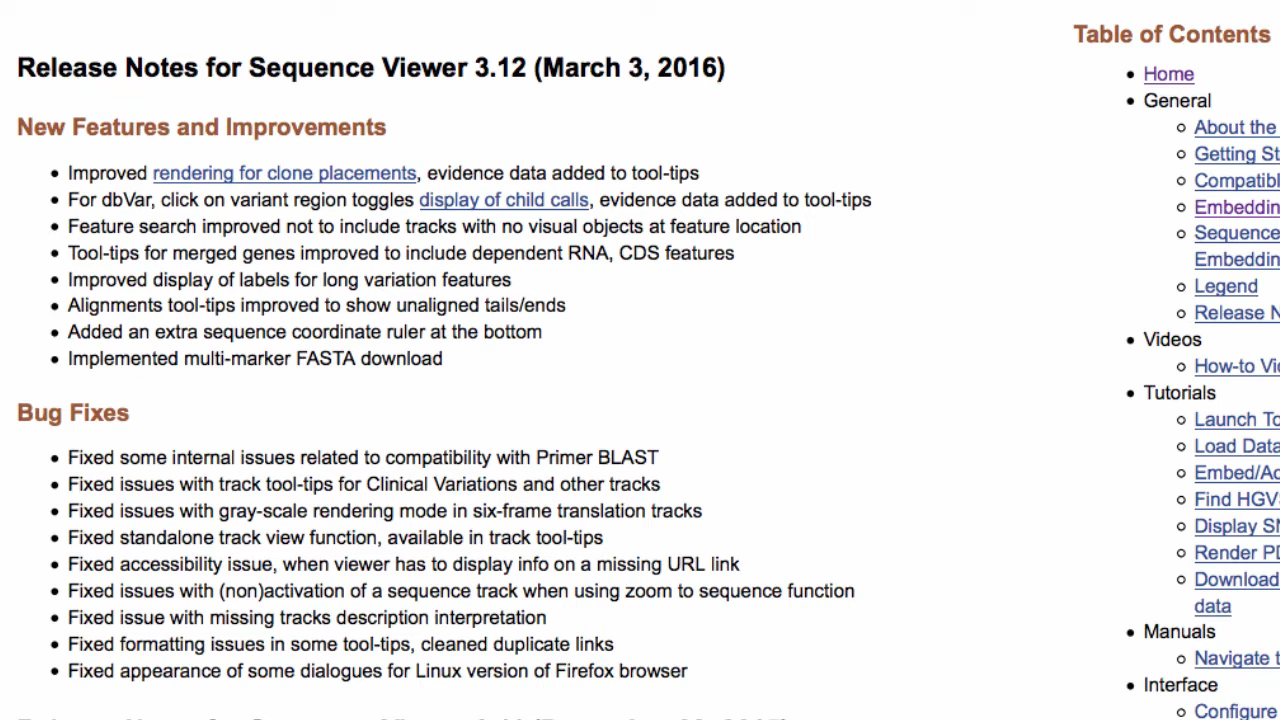 Release Notes for Sequence Viewer 3.12 (March 3, 2016)
New Features and Improvements
Improved rendering for clone placements, evidence data added to tool-tips
For dbVar, click on variant region toggles display of child calls, evidence data added to tool-tips
Feature search improved not to include tracks with no visual objects at feature location
Tool-tips for merged genes improved to include dependent RNA, CDS features
Improved display of labels for long variation features
Alignments tool-tips improved to show unaligned tails/ends
Added an extra sequence coordinate ruler at the bottom
Implemented multi-marker FASTA download
Bug Fixes
Fixed some internal issues related to compatibility with Primer BLAST
Fixed issues with track tool-tips for Clinical Variations and other tracks
Fixed issues with gray-scale rendering mode in six-frame translation tracks
Fixed standalone track view function, available in track tool-tips
Fixed accessibility issue, when viewer has to display info on a missing URL link
Fixed issues with (non)activation of a sequence track when using zoom to sequence function
Fixed issue with missing tracks description interpretation
Fixed formatting issues in some tool-tips, cleaned duplicate links
Fixed appearance of some dialogues for Linux version of Firefox browser
Table of Contents
Home
General
About the
Getting St
Compatibl
Embeddin
Sequence
Embeddin
Legend
Release N
Videos
How-to Vi
Tutorials
Launch To
Load Data
Embed/Ad
Find HGV
Display SN
Render PD
Download
data
Manuals
Navigate t
Interface
Configure